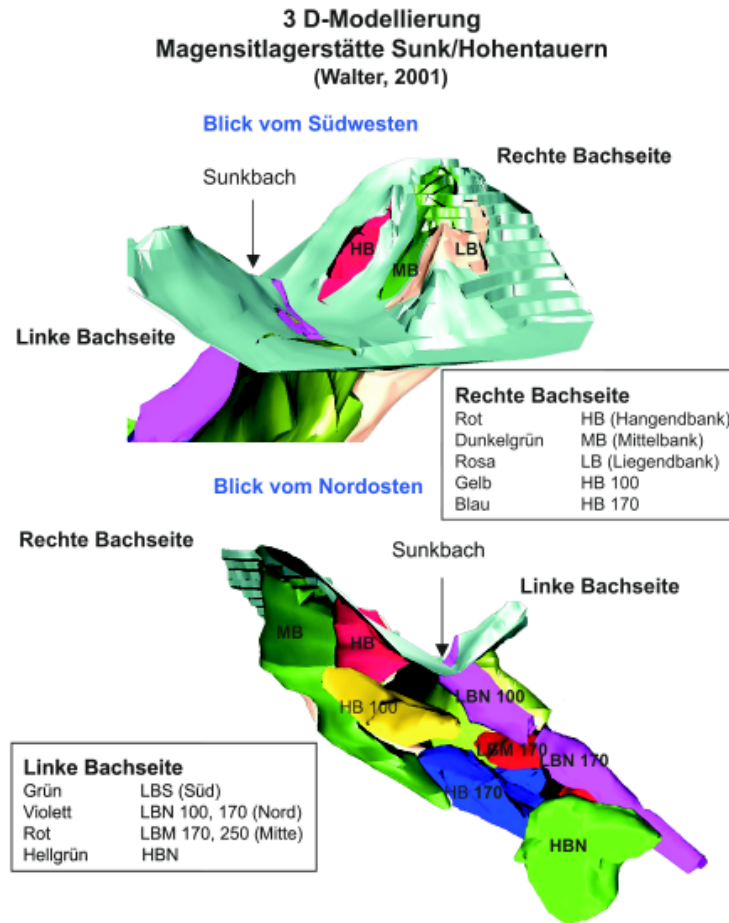 3 D-Modellierung
Magensitlagerstätte Sunk/Hohentauern
(Walter, 2001)
Blick vom Südwesten
Rechte Bachseite
Sunkbach
HB
MB
LB
Linke Bachseite
Rechte Bachseite
Rot HB (Hangendbank)
Dunkelgrün MB (Mittelbank)
Rosa LB (Liegendbank)
Gelb HB 100
Blau HB 170
Blick vom Nordosten
Rechte Bachseite
Sunkbach
Linke Bachseite
MB
HB
LBN 100
HB 100
LBM 170
LBN 170
HB 170
HBN
Linke Bachseite
Grün LBS (Süd)
Violett LBN 100, 170 (Nord)
Rot LBM 170, 250 (Mitte)
Hellgrün HBN